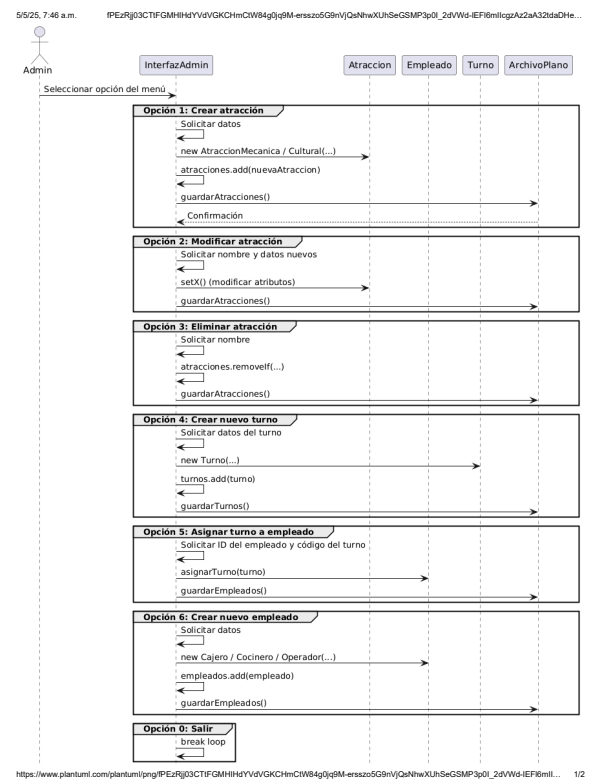 5/5/25, 7:46 a.m. fPEzRjj03CTtFGMHIHdYVdVGKCHmCtW84g0jq9M-ersszo5G9nVjQsNhwXUhSeGSMP3p0I_2dVWd-IEFI6mIIcgzAz2aA32tdaDHe...
Admin
InterfazAdmin Atraccion Empleado Turno ArchivoPlano
Seleccionar opción del menú
Opción 1: Crear atracción
Solicitar datos
new AtraccionMecanica / Cultural(...)
atracciones.add(nuevaAtraccion)
guardarAtracciones()
Confirmación
Opción 2: Modificar atracción
Solicitar nombre y datos nuevos
setX() (modificar atributos)
guardarAtracciones()
Opción 3: Eliminar atracción
Solicitar nombre
atracciones.removeIf(...)
guardarAtracciones()
Opción 4: Crear nuevo turno
Solicitar datos del turno
new Turno(...)
turnos.add(turno)
guardarTurnos()
Opción 5: Asignar turno a empleado
Solicitar ID del empleado y código del turno
asignarTurno(turno)
guardarEmpleados()
Opción 6: Crear nuevo empleado
Solicitar datos
new Cajero / Cocinero / Operador(...)
empleados.add(empleado)
guardarEmpleados()
Opción 0: Salir
break loop
https://www.plantuml.com/plantuml/png/fPEzRjj03CTtFGMHIHdYVdVGKCHmCtW84g0jq9M-ersszo5G9nVjQsNhwXUhSeGSMP3p0I_2dVWd-IEFI6mII... 1/2